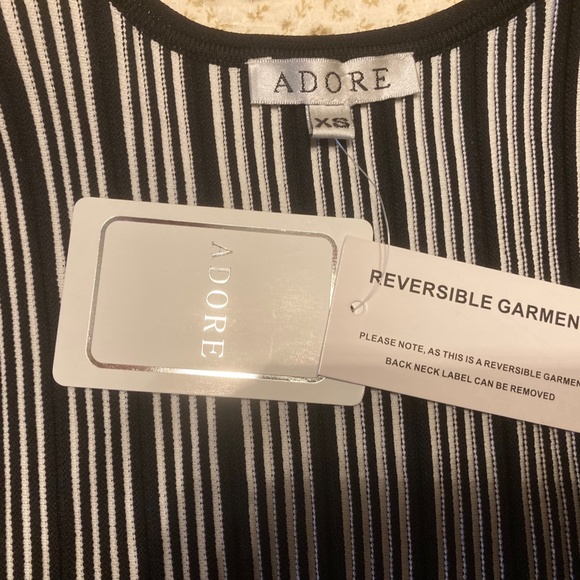 ADORE
XS
ADORE
REVERSIBLE GARMEN
PLEASE NOTE, AS THIS IS A REVERSIBLE GARMEN
BACK NECK LABEL CAN BE REMOVED